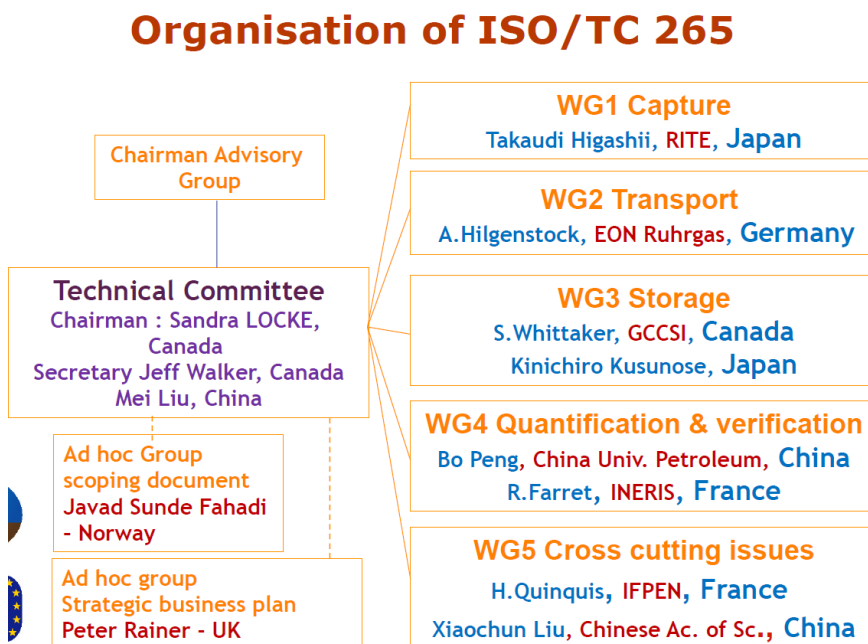 Organisation of ISO/TC 265
Chairman Advisory
Group
Technical Committee
Chairman : Sandra LOCKE,
Canada
Secretary Jeff Walker, Canada
Mei Liu, China
Ad hoc Group
scoping document
Javad Sunde Fahadi
- Norway
Ad hoc group
Strategic business plan
Peter Rainer - UK
WG1 Capture
Takaudi Higashii, RITE, Japan
WG2 Transport
A.Hilgenstock, EON Ruhrgas, Germany
WG3 Storage
S.Whittaker, GCCSI, Canada
Kinichiro Kusunose, Japan
WG4 Quantification & verification
Bo Peng, China Univ. Petroleum, China
R.Farret, INERIS, France
WG5 Cross cutting issues
H.Quinquis, IFPEN, France
Xiaochun Liu, Chinese Ac. of Sc., China